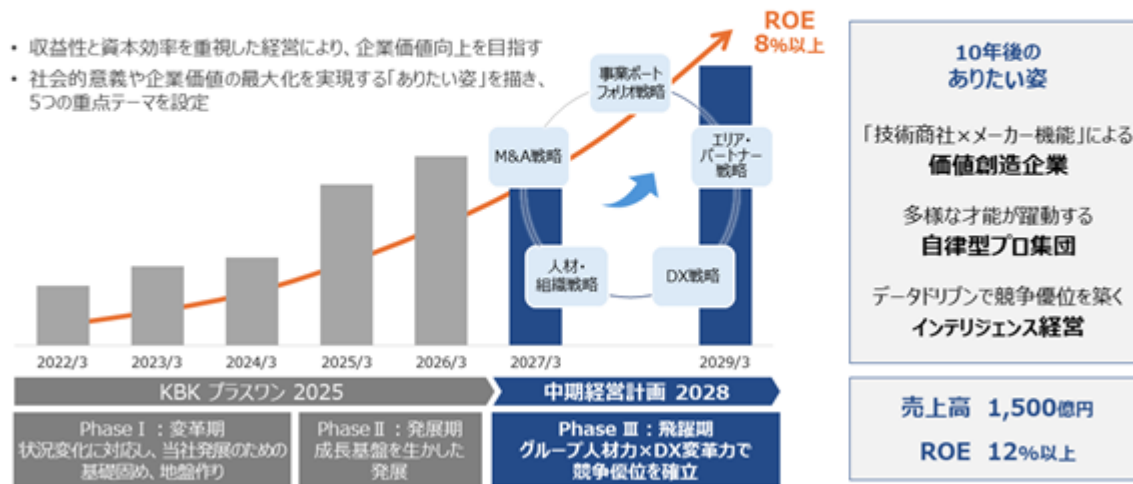 • 収益性と資本効率を重視した経営により、企業価値向上を目指す
• 社会的意義や企業価値の最大化を実現する「ありたい姿」を描き、
5つの重点テーマを設定
ROE
8%以上
事業ポート
フォリオ戦略
M&A戦略
エリア・
パートナー
戦略
人材・
組織戦略
DX戦略
2022/3
2023/3
2024/3
2025/3
2026/3
2027/3
2029/3
KBK プラスワン 2025
中期経営計画 2028
Phase Ⅰ：変革期
状況変化に対応し、当社発展のための
基礎固め、地盤作り
Phase Ⅱ：発展期
成長基盤を生かした
発展
Phase Ⅲ：飛躍期
グループ人材力×DX変革力で
競争優位を確立
10年後の
ありたい姿
「技術商社×メーカー機能」による
価値創造企業
多様な才能が躍動する
自律型プロ集団
データドリブンで競争優位を築く
インテリジェンス経営
売上高 1,500億円
ROE 12%以上